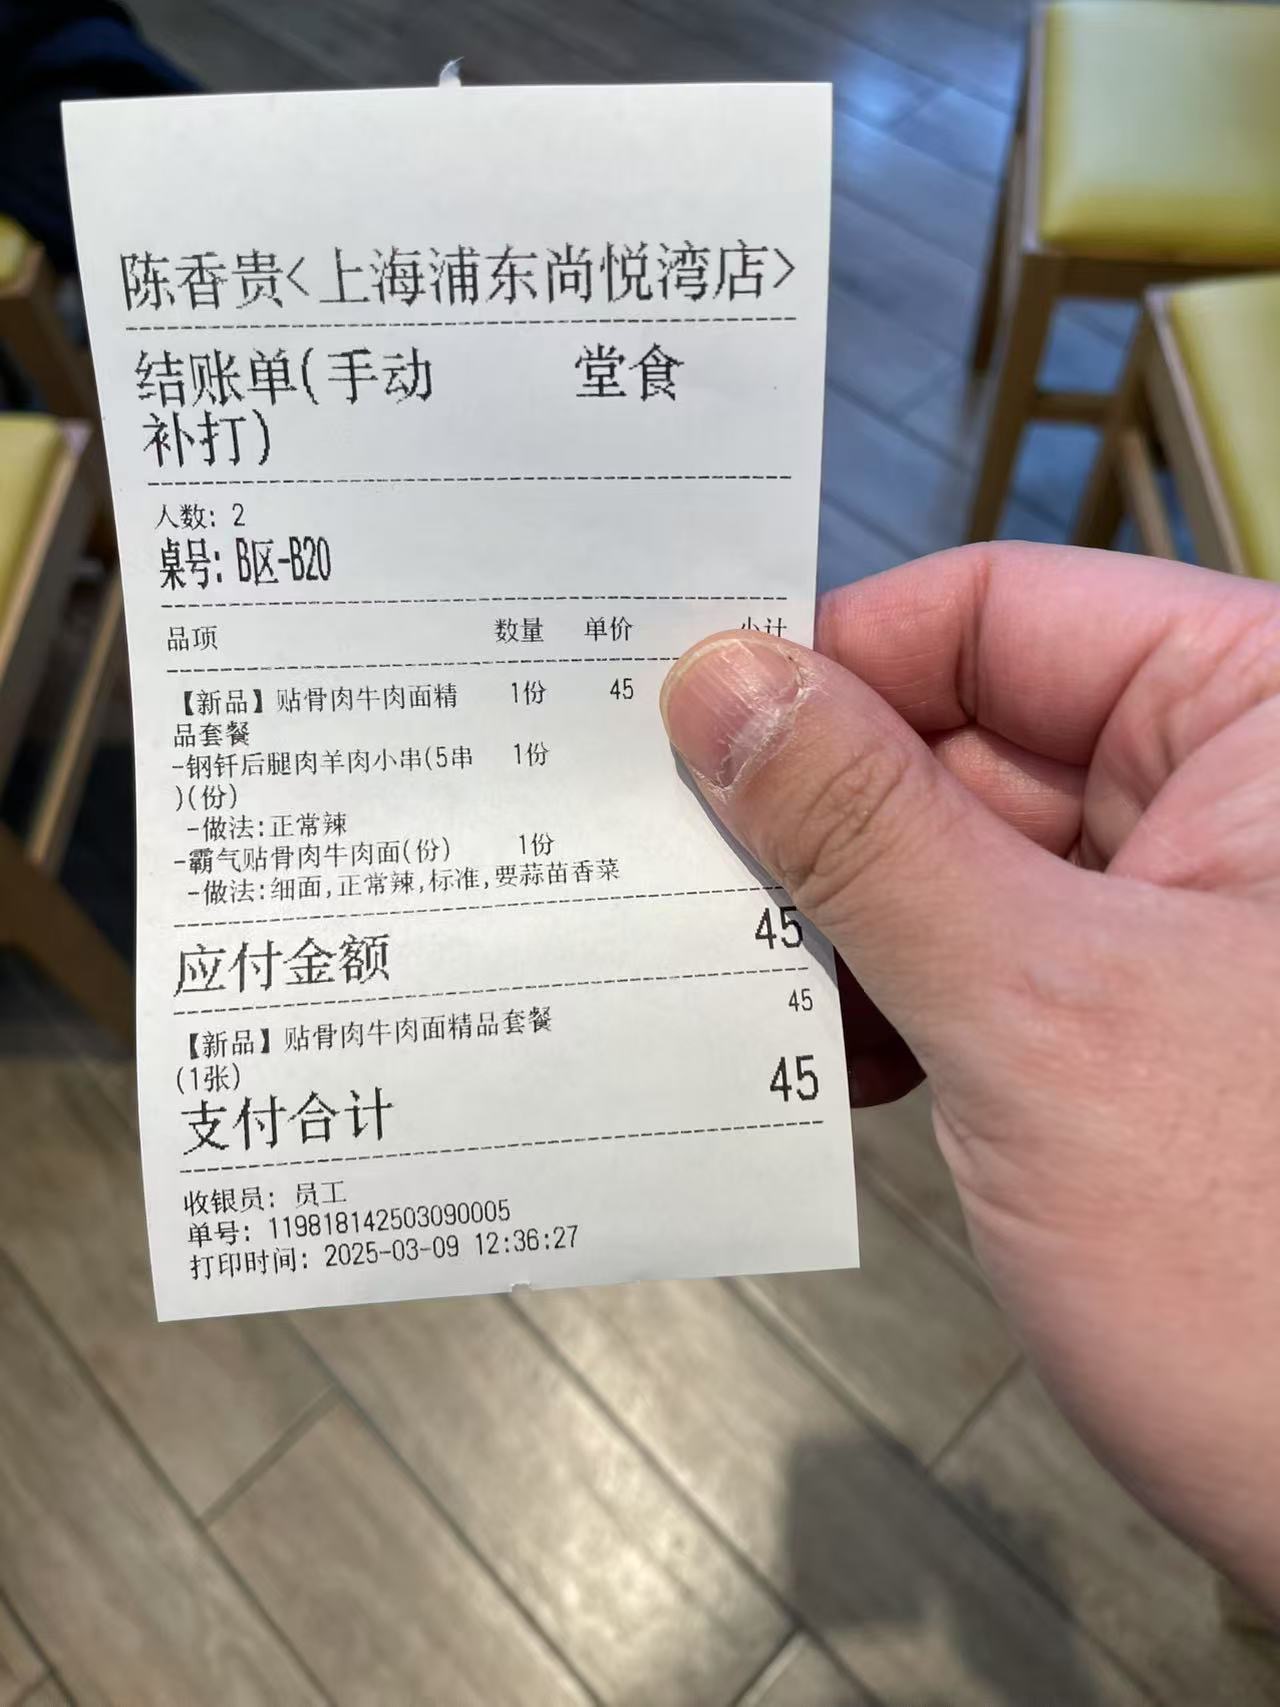 陈香贵<上海浦东尚悦湾店>
结账单(手动 堂食
补打)
人数: 2
桌号: B区-B20
品项 数量 单价 小计
【新品】贴骨肉牛肉面精 1份 45
品套餐
-钢钎后腿肉羊肉小串(5串 1份
)(份)
-做法:正常辣
-霸气贴骨肉牛肉面(份) 1份
-做法:细面,正常辣,标准,要蒜苗香菜
应付金额 45
【新品】贴骨肉牛肉面精品套餐 45
(1张)
支付合计 45
收银员: 员工
单号: 119818142503090005
打印时间: 2025-03-09 12:36:27